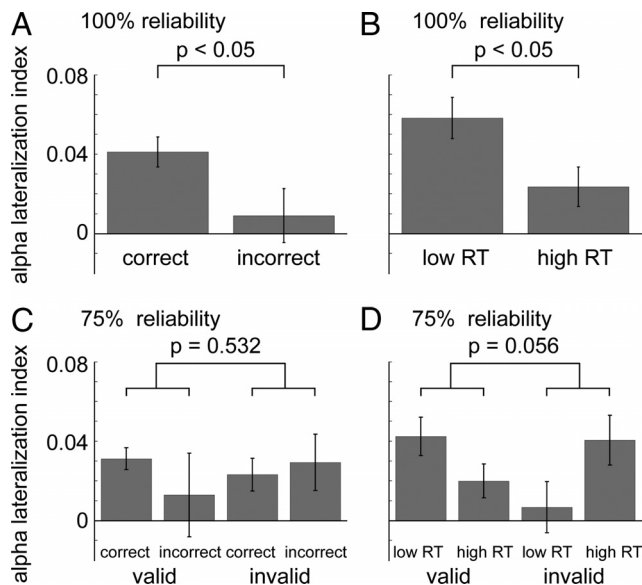 A 100% reliability
p < 0.05
B 100% reliability
p < 0.05
alpha lateralization index
0.08
0.04
0
correct incorrect
low RT high RT
C 75% reliability
p = 0.532
D 75% reliability
p = 0.056
alpha lateralization index
0.08
0.04
0
correct incorrect correct incorrect
valid invalid
low RT high RT low RT high RT
valid invalid